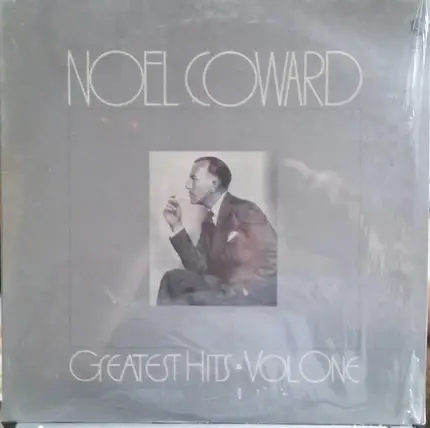 NOEL COWARD
GREATEST HITS • VOL ONE